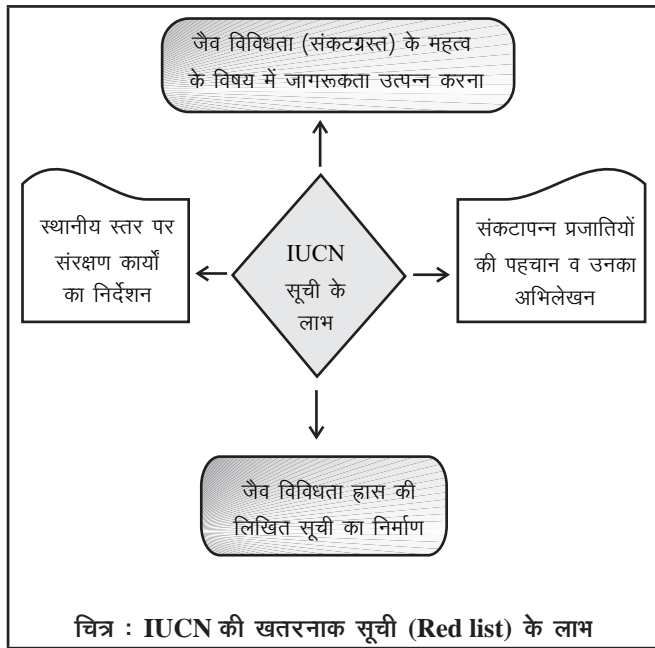 जैव विविधता (संकटग्रस्त) के महत्व
के विषय में जागरूकता उत्पन्न करना
स्थानीय स्तर पर
संरक्षण कार्यों
का निर्देशन
IUCN
सूची के
लाभ
संकटापन्न प्रजातियों
की पहचान व उनका
अभिलेखन
जैव विविधता ह्रास की
लिखित सूची का निर्माण
चित्र : IUCN की खतरनाक सूची (Red list) के लाभ